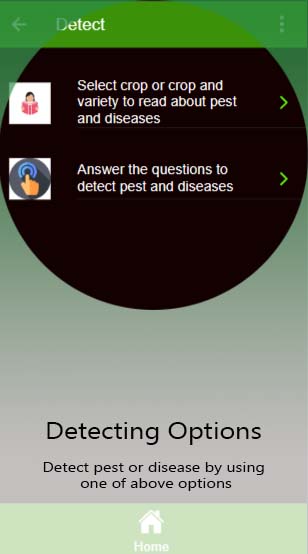 Detect
Select crop or crop and
variety to read about pest
and diseases
Answer the questions to
detect pest and diseases
Detecting Options
Detect pest or disease by using
one of above options
Home